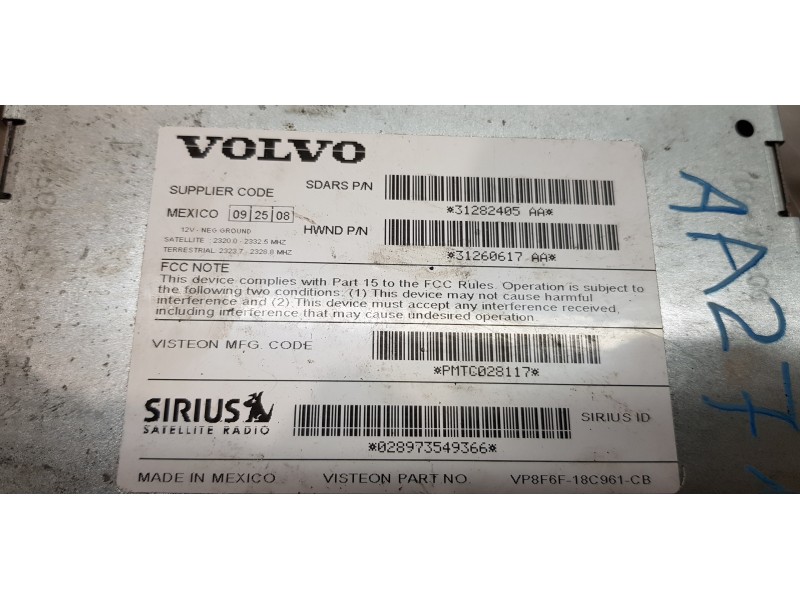 VOLVO
SUPPLIER CODE
SDARS P/N
*31282405 AA*
MEXICO 09 25 08
HWND P/N
*31260617 AA*
12V - NEG. GROUND
SATELLITE : 2320.0 - 2332.5 MHZ
TERRESTRIAL: 2323.7 - 2328.8 MHZ
FCC NOTE
This device complies with Part 15 to the FCC Rules. Operation is subject to
the following two conditions: (1) This device may not cause harmful
interference and (2) This device must accept any interference received,
including interference that may cause undesired operation.
VISTEON MFG. CODE
*PMTC028117*
SIRIUS
SATELLITE RADIO
SIRIUS ID
*028973549366*
MADE IN MEXICO
VISTEON PART NO.
VP8F6F-18C961-CB
AA27